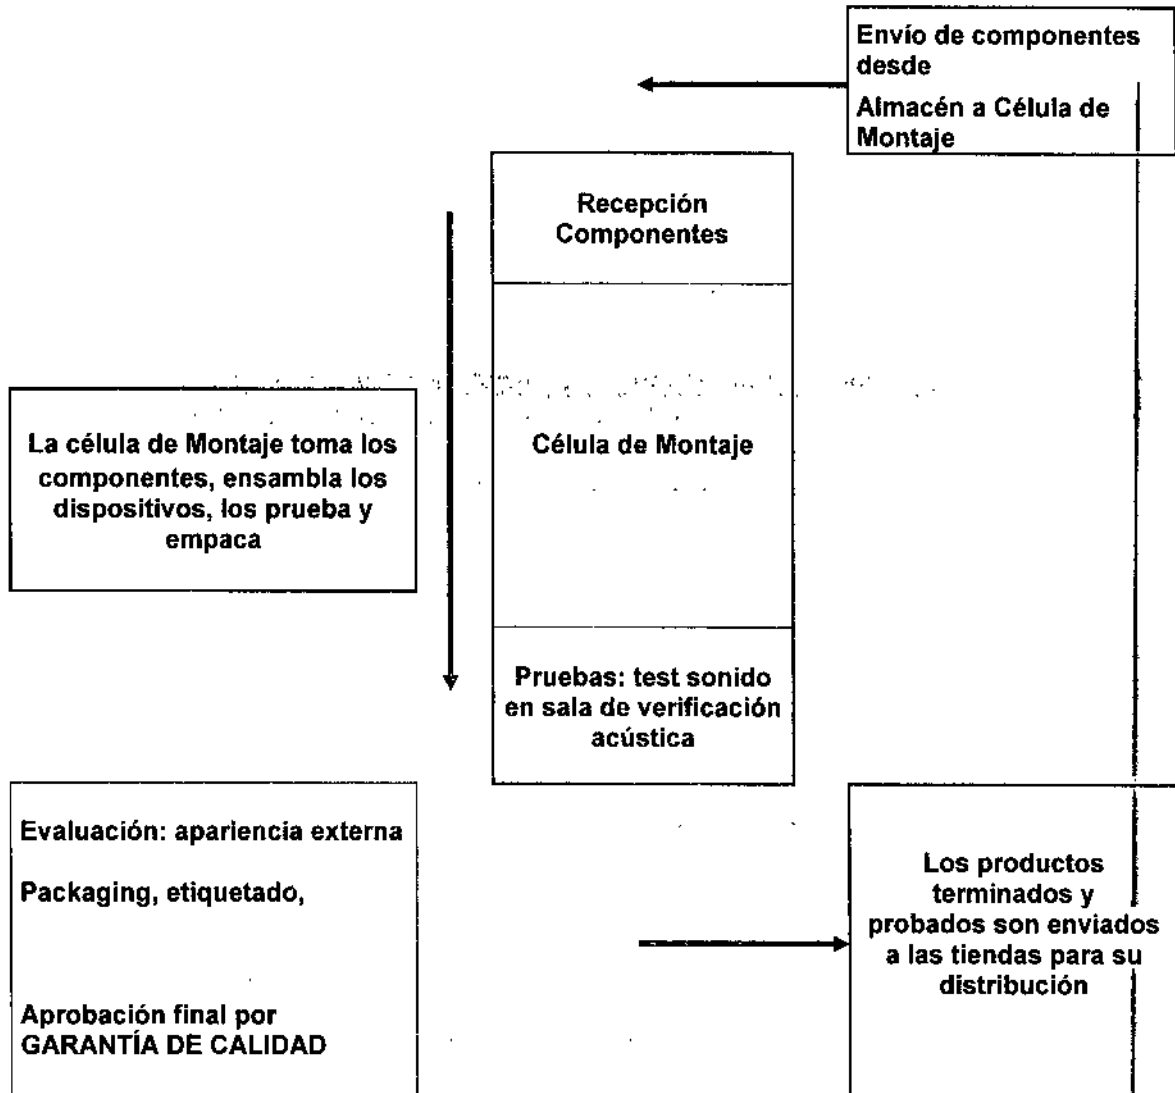 Envío de componentes
desde
Almacén a Célula de
Montaje
Recepción
Componentes
La célula de Montaje toma los
componentes, ensambla los
dispositivos, los prueba y
empaca
Célula de Montaje
Pruebas: test sonido
en sala de verificación
acústica
Evaluación: apariencia externa
Packaging, etiquetado,
Aprobación final por
GARANTÍA DE CALIDAD
Los productos
terminados y
probados son enviados
a las tiendas para su
distribución